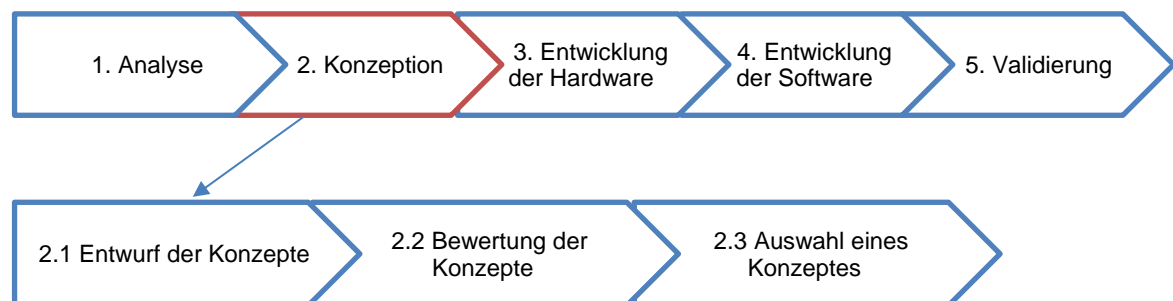 1. Analyse
2. Konzeption
3. Entwicklung
der Hardware
4. Entwicklung
der Software
5. Validierung
2.1 Entwurf der Konzepte
2.2 Bewertung der
Konzepte
2.3 Auswahl eines
Konzeptes